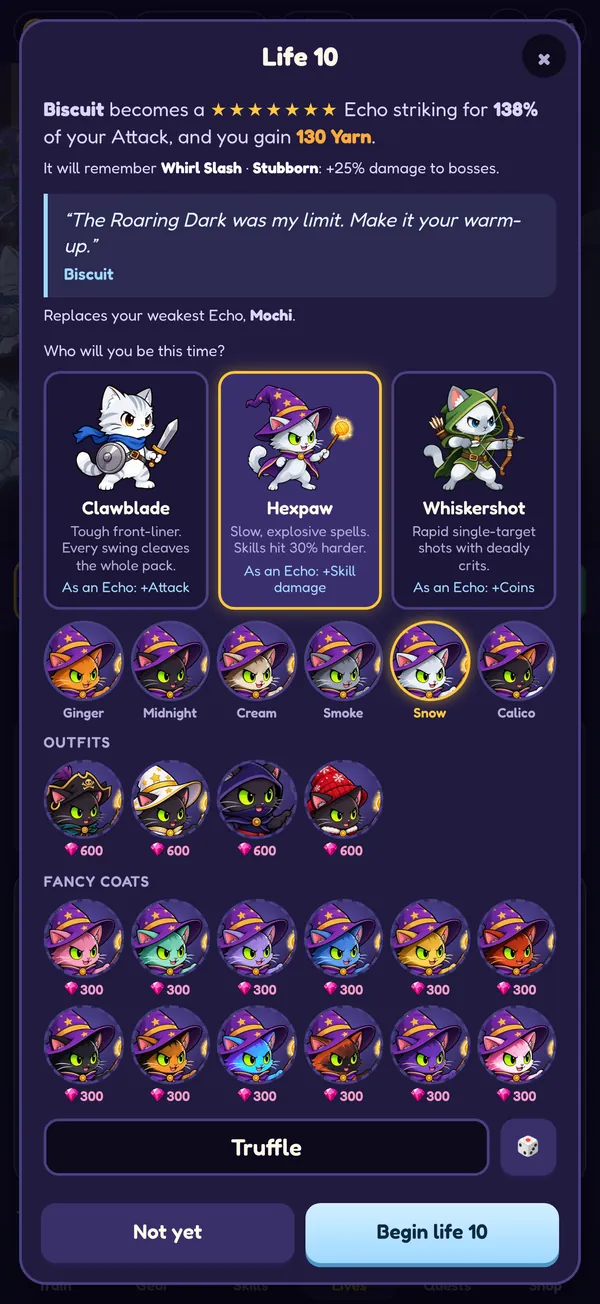 Life 10
Biscuit becomes a ★★★★★★★ Echo striking for 138%
of your Attack, and you gain 130 Yarn.
It will remember Whirl Slash · Stubborn: +25% damage to bosses.
“The Roaring Dark was my limit. Make it your warm-
up.”
Biscuit
Replaces your weakest Echo, Mochi.
Who will you be this time?
Clawblade
Tough front-liner.
Every swing cleaves
the whole pack.
As an Echo: +Attack
Hexpaw
Slow, explosive spells.
Skills hit 30% harder.
As an Echo: +Skill
damage
Whiskershot
Rapid single-target
shots with deadly
crits.
As an Echo: +Coins
Ginger Midnight Cream Smoke Snow Calico
OUTFITS
600 600 600 600
FANCY COATS
300 300 300 300 300 300
300 300 300 300 300 300
Truffle
Not yet
Begin life 10
Train Gear Skills Lives Quests Shop